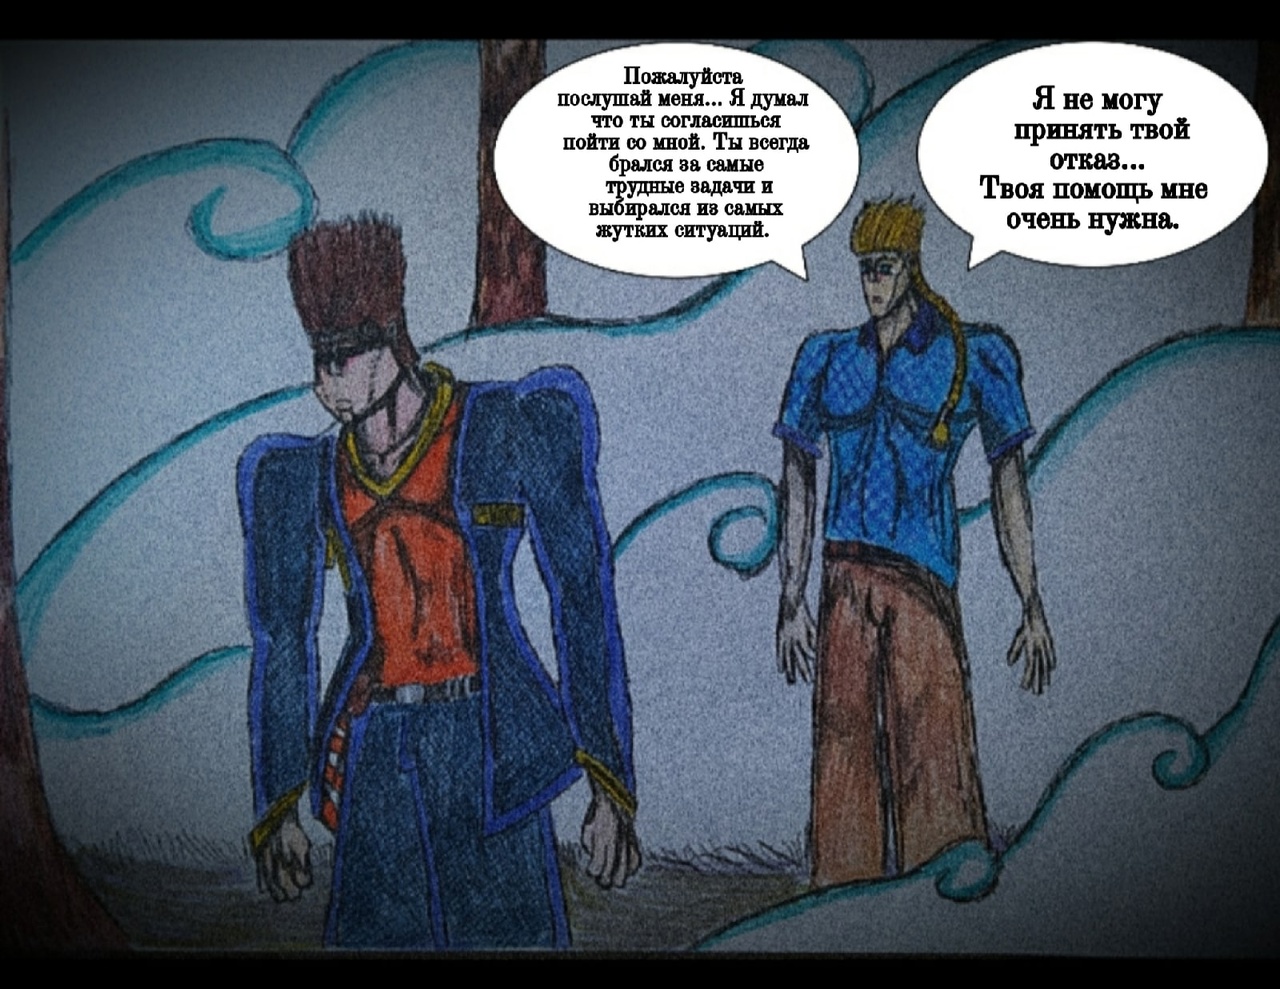 Пожалуйста
послушай меня... Я думал
что ты согласишься
пойти со мной. Ты всегда
брался за самые
трудные задачи и
выбирался из самых
жутких ситуаций.
Я не могу
принять твой
отказ...
Твоя помощь мне
очень нужна.